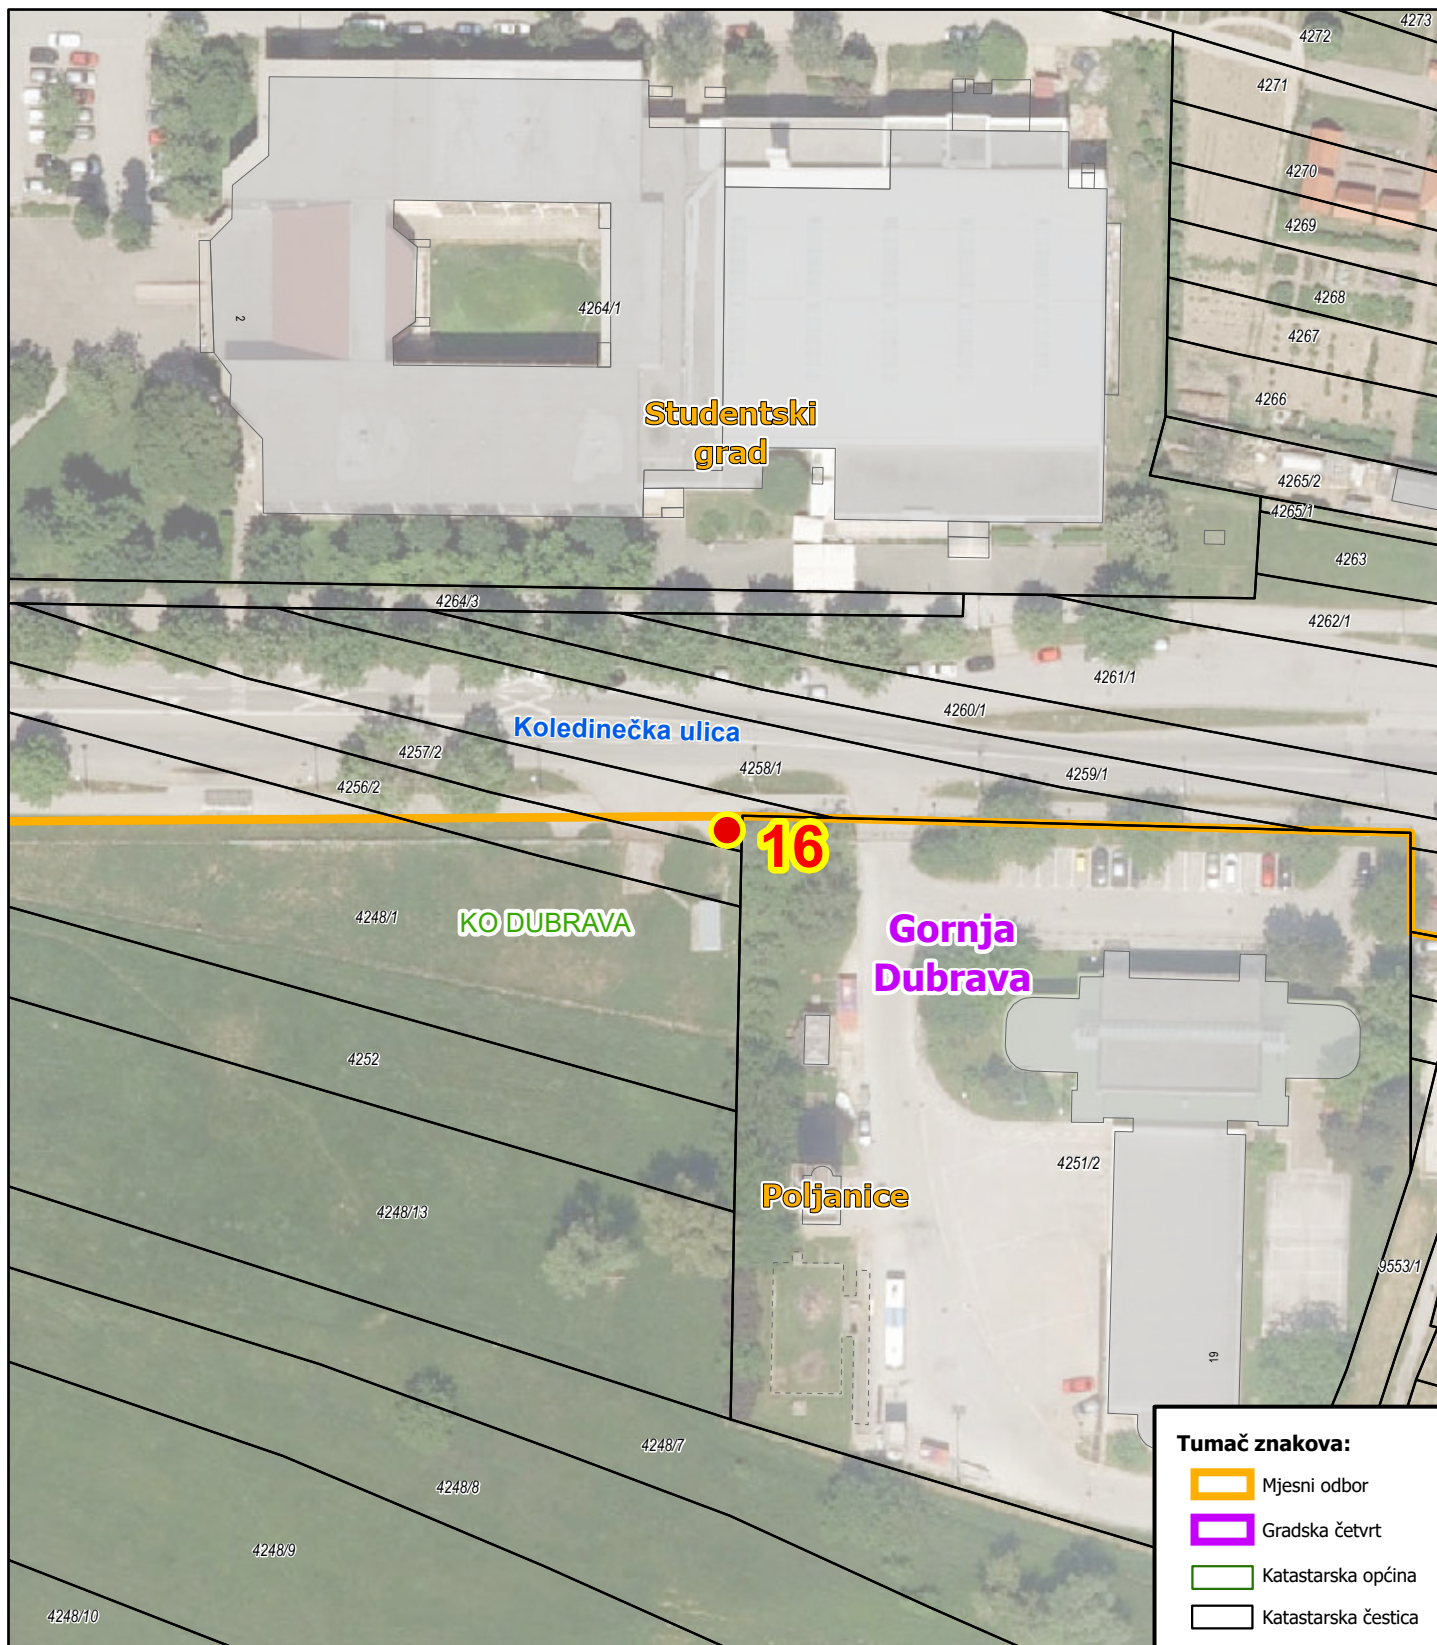 4273
4272
4271
4270
4269
4268
4267
4266
4265/2
4265/1
4263
4264/1
2
Studentski
grad
4264/3
4262/1
4261/1
4260/1
Koledinečka ulica
4257/2
4258/1
4259/1
4256/2
16
4248/1
KO DUBRAVA
Gornja
Dubrava
4252
4251/2
Poljanice
4248/13
9553/1
19
4248/7
4248/8
4248/9
4248/10
Tumač znakova:
Mjesni odbor
Gradska četvrt
Katastarska općina
Katastarska čestica